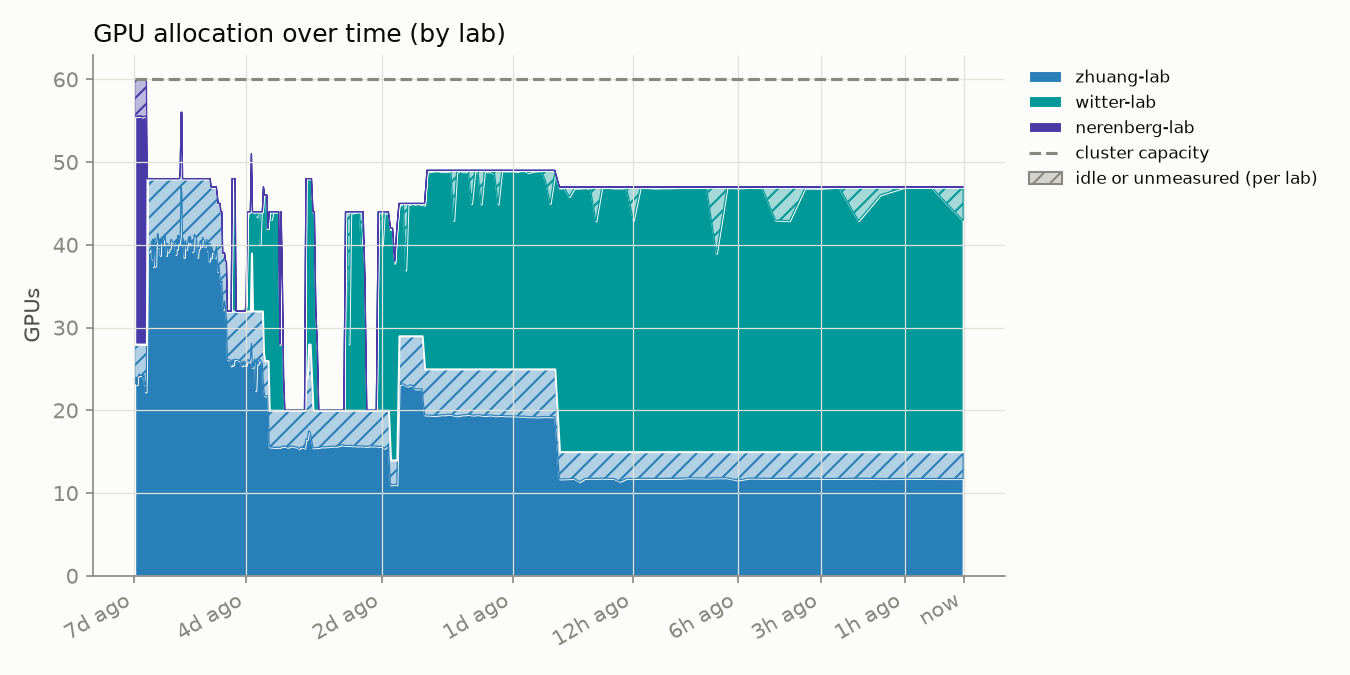 GPU allocation over time (by lab)
60
50
40
30
20
10
0
GPUs
7d ago
4d ago
2d ago
1d ago
12h ago
6h ago
3h ago
1h ago
now
zhuang-lab
witter-lab
nerenberg-lab
cluster capacity
idle or unmeasured (per lab)